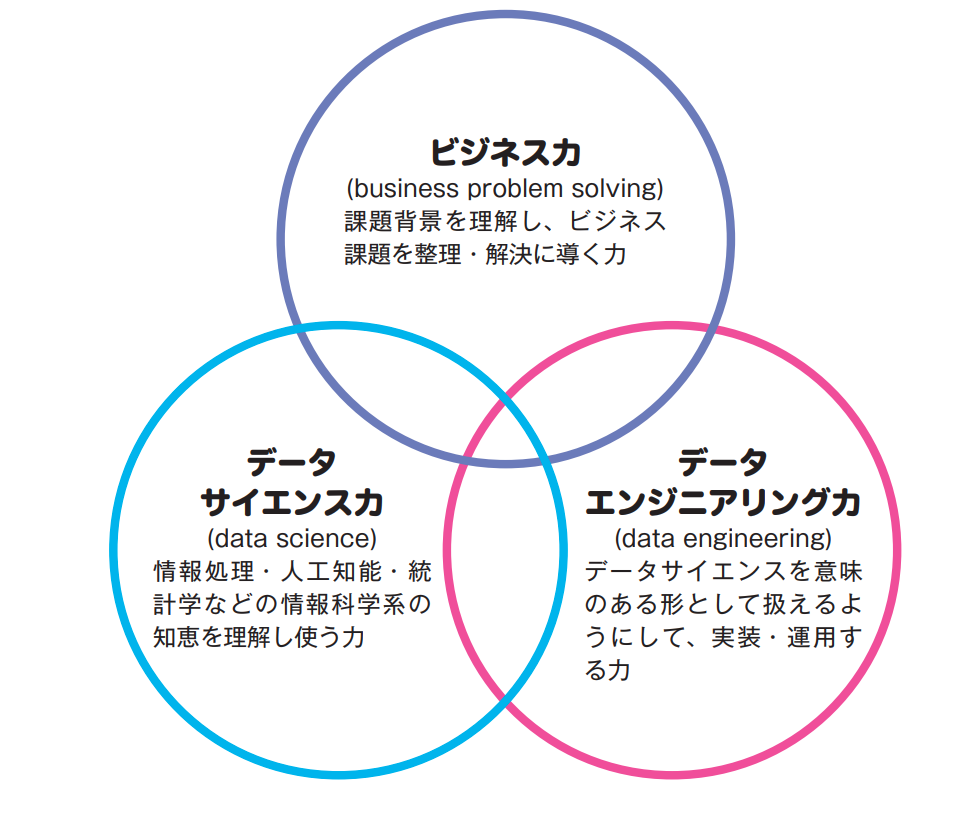 ビジネス力
(business problem solving)
課題背景を理解し、ビジネス
課題を整理・解決に導く力
データ
サイエンス力
(data science)
情報処理・人工知能・統
計学などの情報科学系の
知恵を理解し使う力
データ
エンジニアリング力
(data engineering)
データサイエンスを意味
のある形として扱えるよ
うにして、実装・運用す
る力